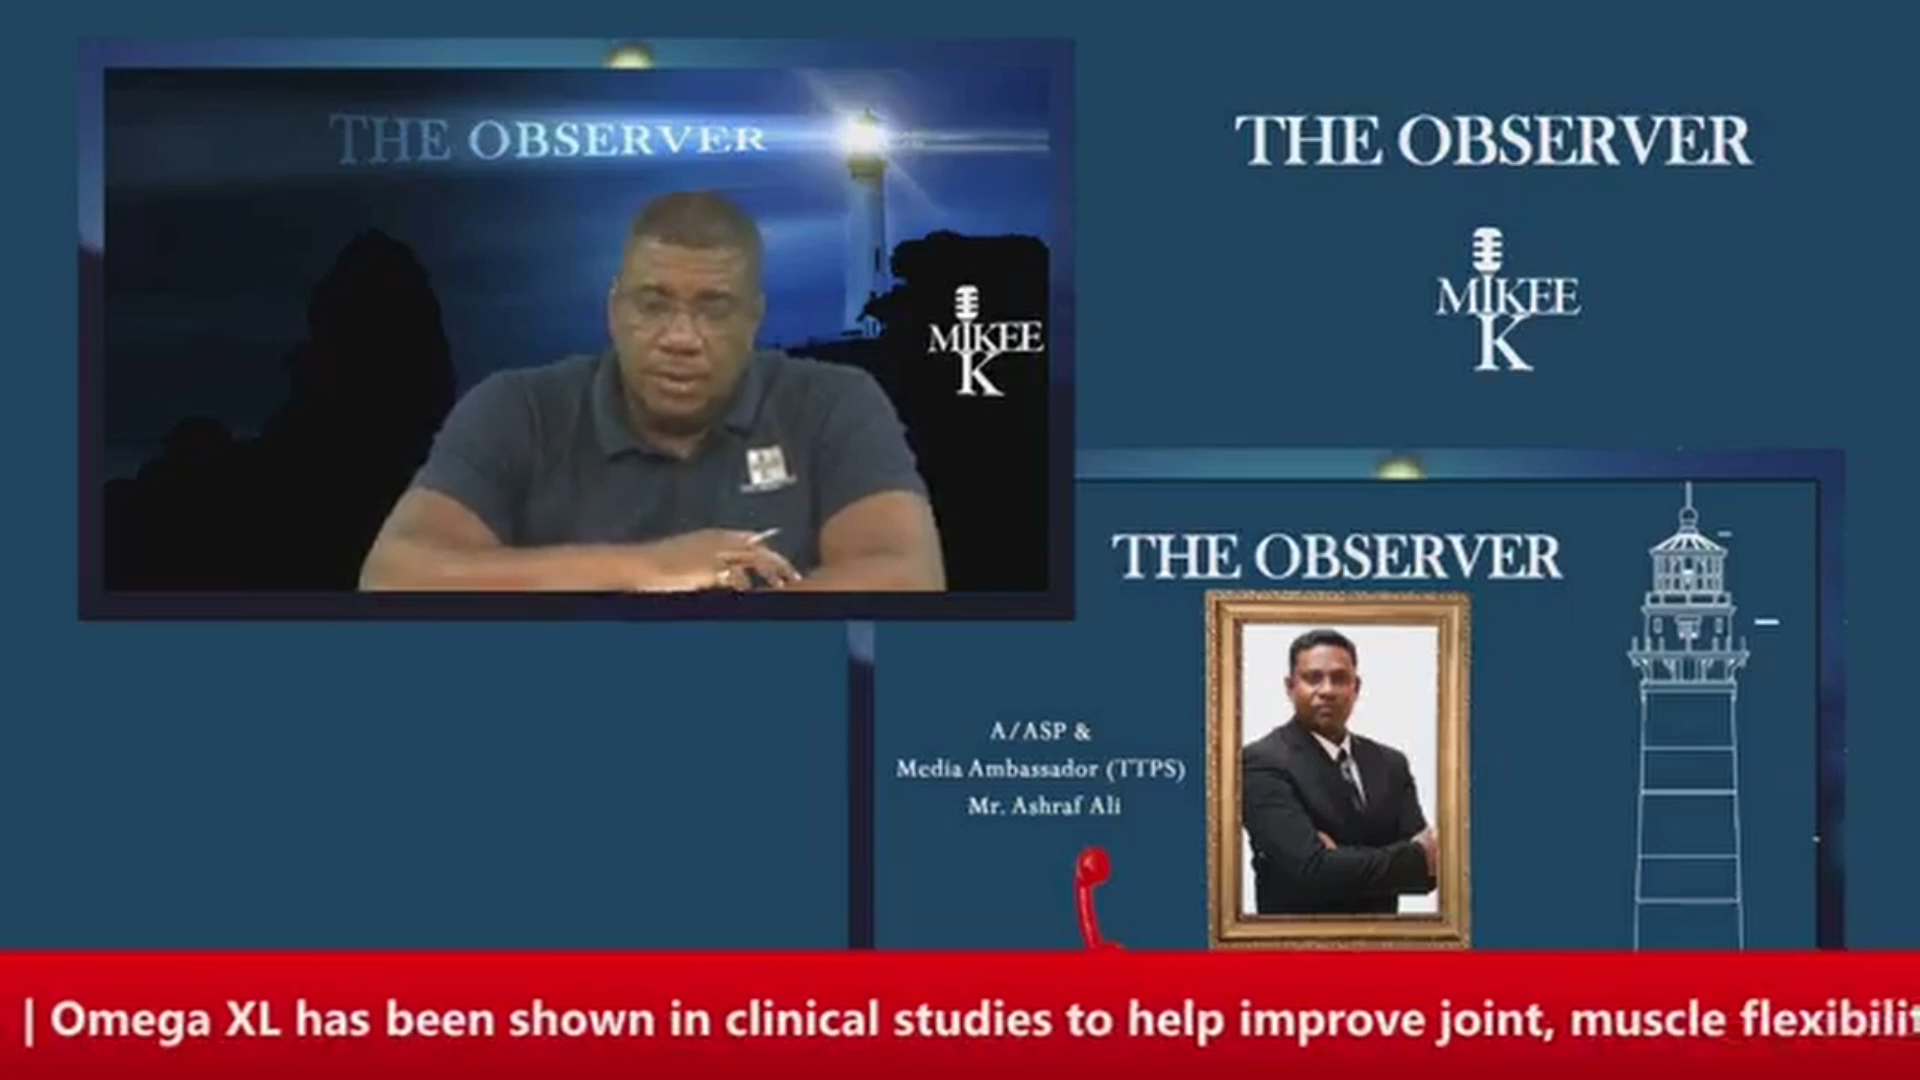 THE OBSERVER
MIKEE
K
THE OBSERVER
MIKEE
K
THE OBSERVER
A/ASP &
Media Ambassador (TTPS)
Mr. Ashraf Ali
| Omega XL has been shown in clinical studies to help improve joint, muscle flexibilit